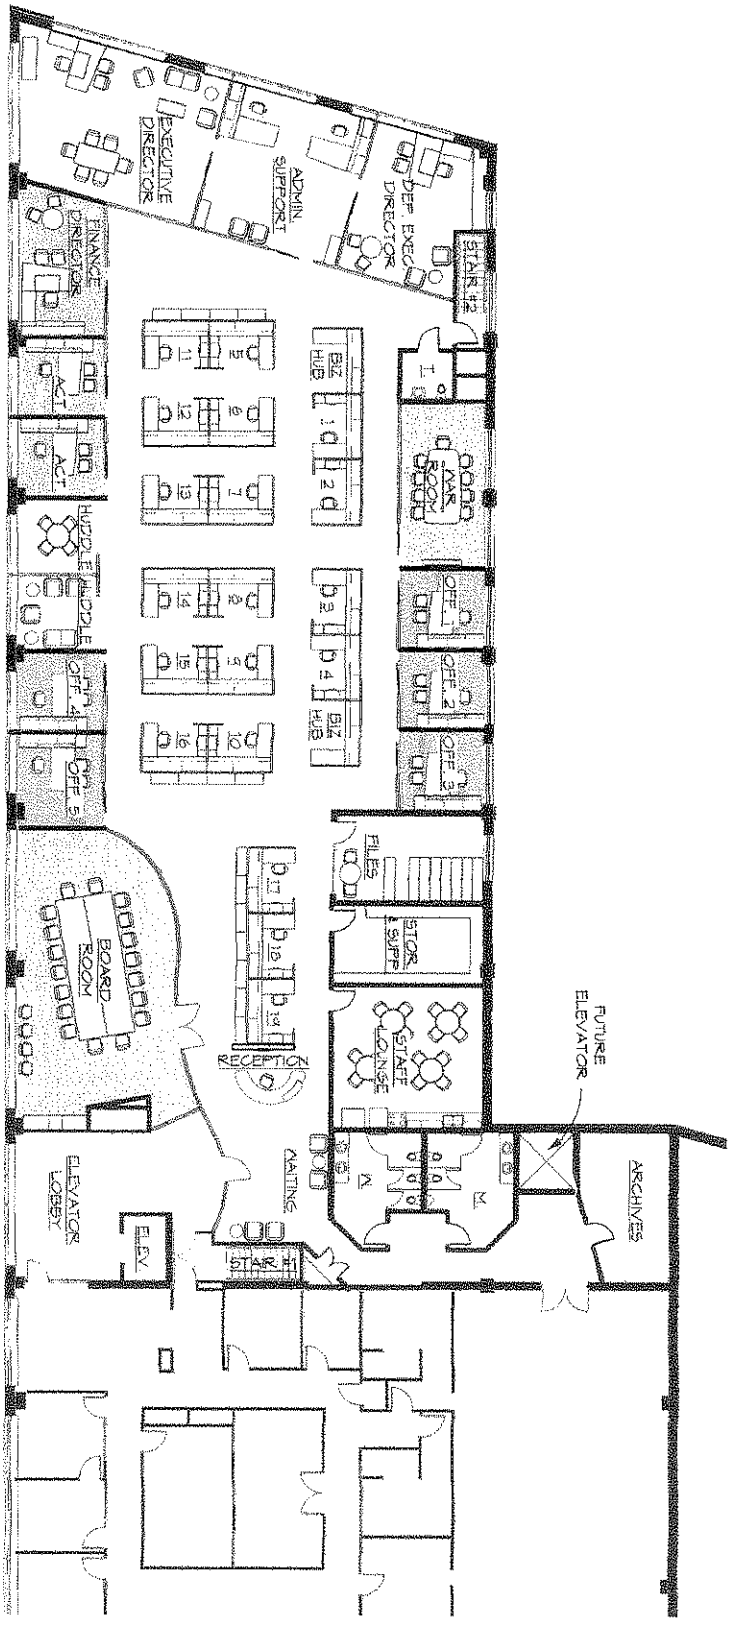 EXECUTIVE
DIRECTOR
ADMIN
SUPPORT
DEP. EXEC.
DIRECTOR
STAIR #2
FINANCE
DIRECTOR
ACT
ACT
HUDDLE
HUDDLE
OFF. 4
OFF. 5
11
5
12
6
13
7
14
8
15
9
16
10
BIZ
HUB
1
2
3
4
BIZ
HUB
T.
WAR
ROOM
OFF. 1
OFF. 2
OFF. 3
FILES
STOR.
& SUPP.
STAFF
LOUNGE
17
18
19
RECEPTION
BOARD
ROOM
FUTURE
ELEVATOR
ARCHIVES
W
M
WAITING
ELEVATOR
LOBBY
ELEV.
STAIR #1